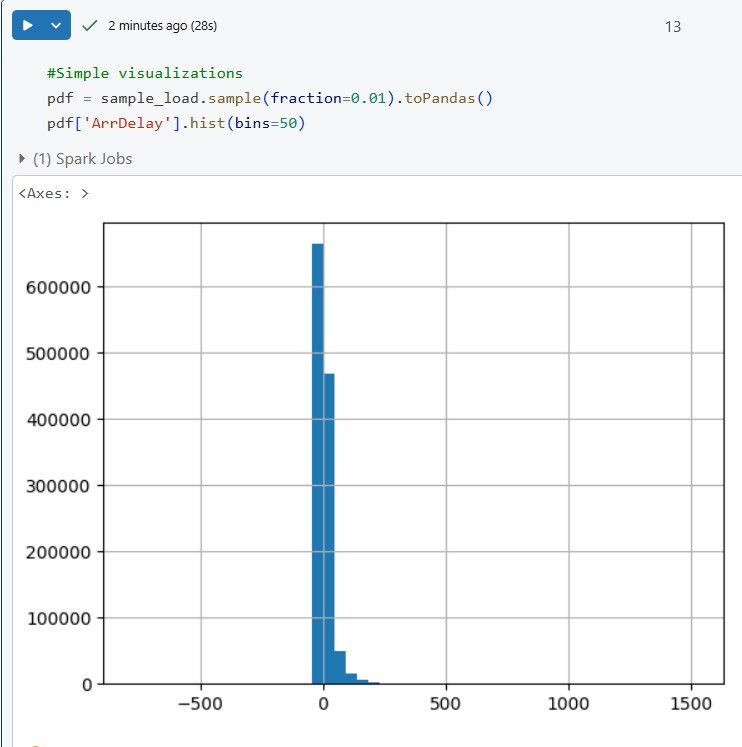 2 minutes ago (28s)
13
#Simple visualizations
pdf = sample_load.sample(fraction=0.01).toPandas()
pdf['ArrDelay'].hist(bins=50)
(1) Spark Jobs
<Axes: >
600000
500000
400000
300000
200000
100000
0
−500 0 500 1000 1500